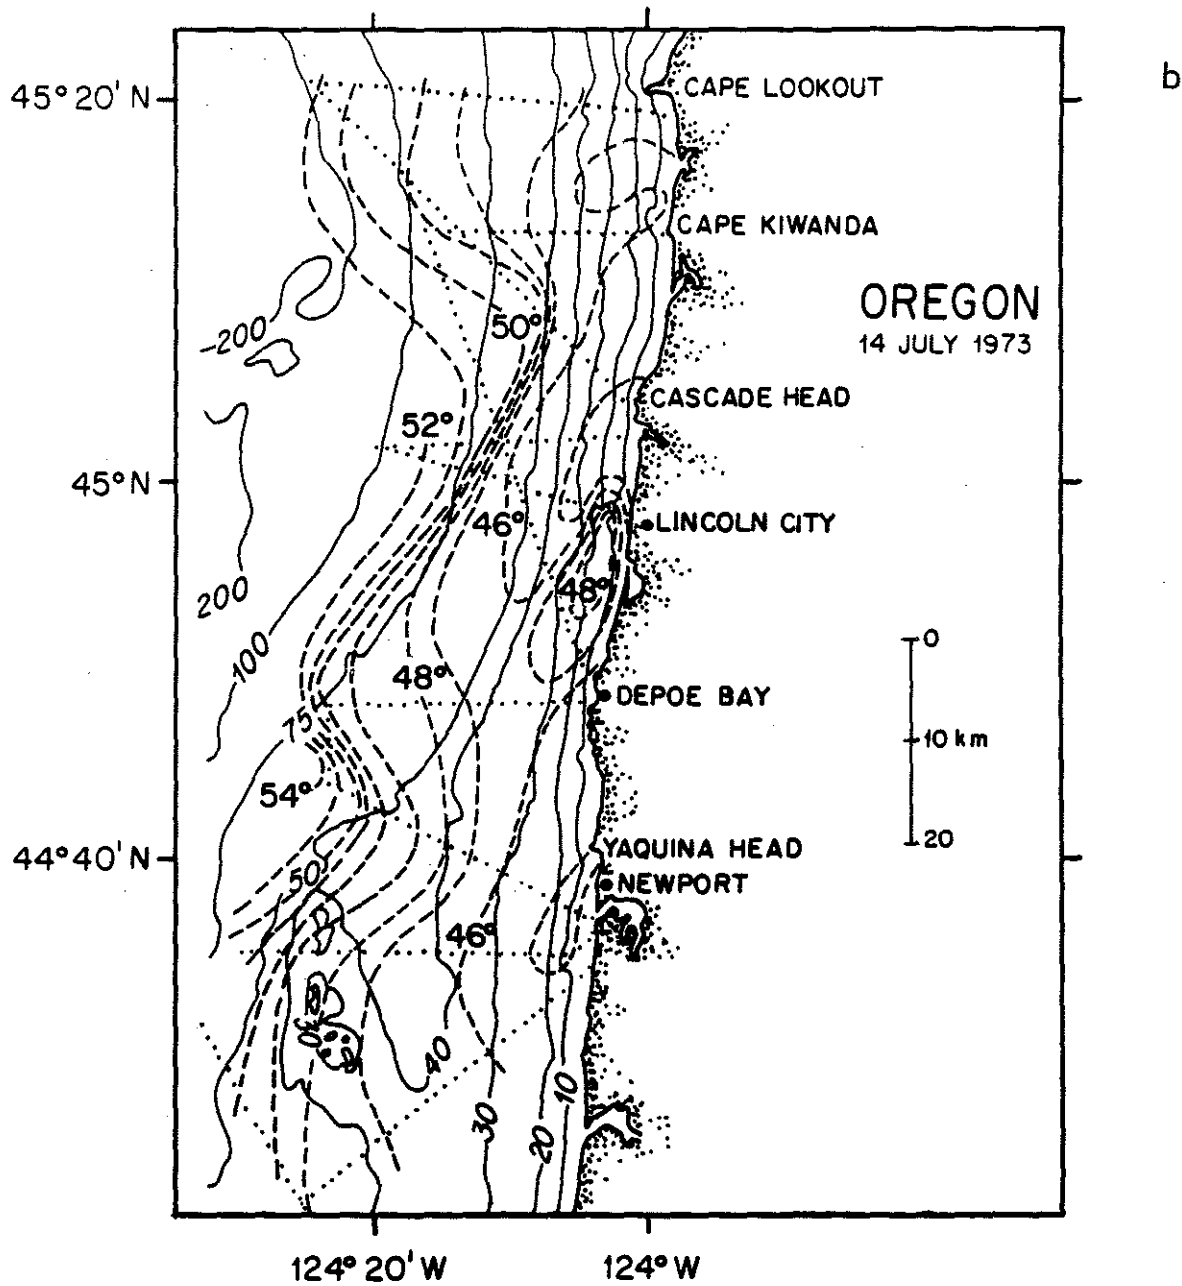 b
45°20' N
CAPE LOOKOUT
CAPE KIWANDA
OREGON
14 JULY 1973
50°
200
CASCADE HEAD
52°
45°N
46°
LINCOLN CITY
48°
200
0
100
48°
DEPOE BAY
75
10 km
54°
20
44°40' N
YAQUINA HEAD
50
NEWPORT
46°
30
40
10
30
20
124°20' W
124°W